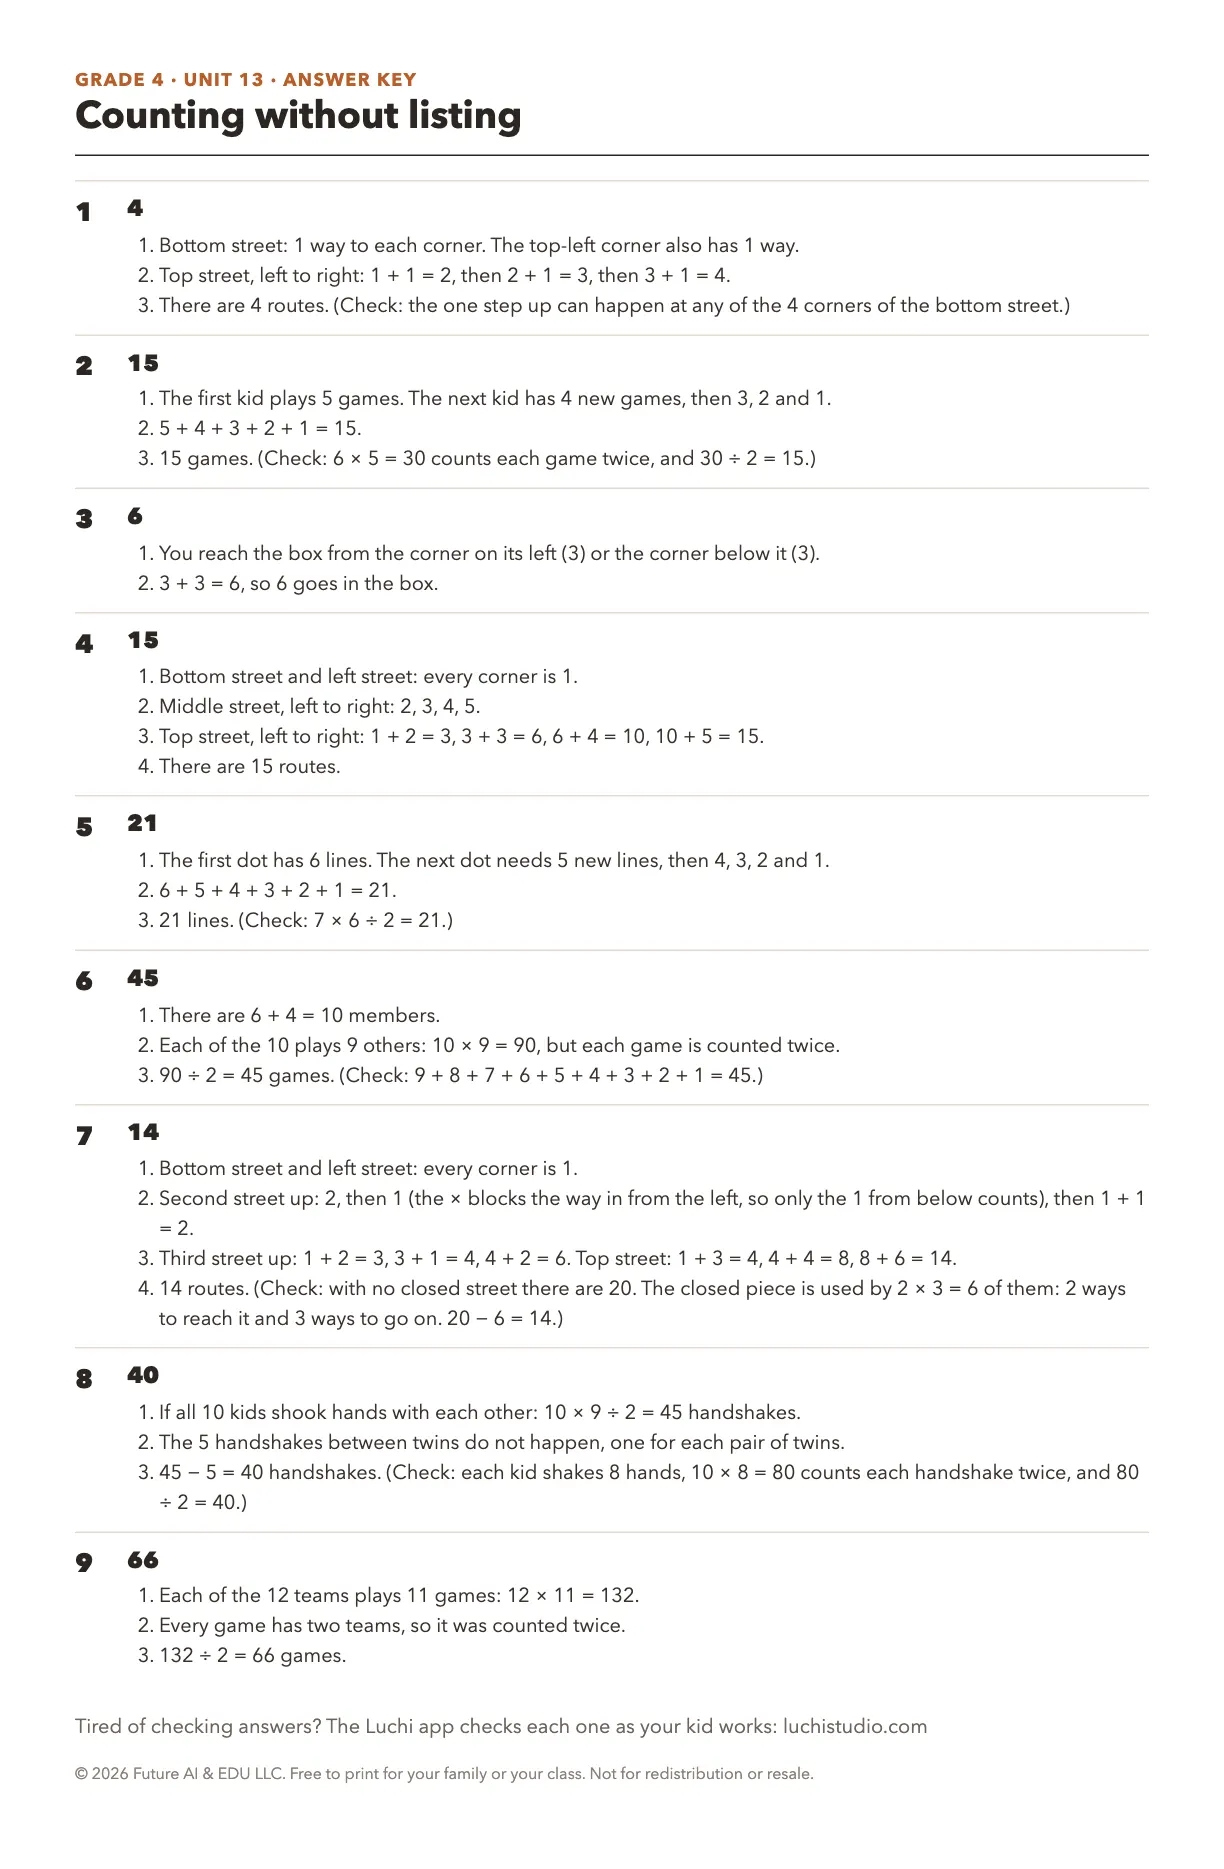 GRADE 4 · UNIT 13 · ANSWER KEY
Counting without listing
1 4
1. Bottom street: 1 way to each corner. The top-left corner also has 1 way.
2. Top street, left to right: 1 + 1 = 2, then 2 + 1 = 3, then 3 + 1 = 4.
3. There are 4 routes. (Check: the one step up can happen at any of the 4 corners of the bottom street.)
2 15
1. The first kid plays 5 games. The next kid has 4 new games, then 3, 2 and 1.
2. 5 + 4 + 3 + 2 + 1 = 15.
3. 15 games. (Check: 6 × 5 = 30 counts each game twice, and 30 ÷ 2 = 15.)
3 6
1. You reach the box from the corner on its left (3) or the corner below it (3).
2. 3 + 3 = 6, so 6 goes in the box.
4 15
1. Bottom street and left street: every corner is 1.
2. Middle street, left to right: 2, 3, 4, 5.
3. Top street, left to right: 1 + 2 = 3, 3 + 3 = 6, 6 + 4 = 10, 10 + 5 = 15.
4. There are 15 routes.
5 21
1. The first dot has 6 lines. The next dot needs 5 new lines, then 4, 3, 2 and 1.
2. 6 + 5 + 4 + 3 + 2 + 1 = 21.
3. 21 lines. (Check: 7 × 6 ÷ 2 = 21.)
6 45
1. There are 6 + 4 = 10 members.
2. Each of the 10 plays 9 others: 10 × 9 = 90, but each game is counted twice.
3. 90 ÷ 2 = 45 games. (Check: 9 + 8 + 7 + 6 + 5 + 4 + 3 + 2 + 1 = 45.)
7 14
1. Bottom street and left street: every corner is 1.
2. Second street up: 2, then 1 (the × blocks the way in from the left, so only the 1 from below counts), then 1 + 1
= 2.
3. Third street up: 1 + 2 = 3, 3 + 1 = 4, 4 + 2 = 6. Top street: 1 + 3 = 4, 4 + 4 = 8, 8 + 6 = 14.
4. 14 routes. (Check: with no closed street there are 20. The closed piece is used by 2 × 3 = 6 of them: 2 ways
to reach it and 3 ways to go on. 20 − 6 = 14.)
8 40
1. If all 10 kids shook hands with each other: 10 × 9 ÷ 2 = 45 handshakes.
2. The 5 handshakes between twins do not happen, one for each pair of twins.
3. 45 − 5 = 40 handshakes. (Check: each kid shakes 8 hands, 10 × 8 = 80 counts each handshake twice, and 80
÷ 2 = 40.)
9 66
1. Each of the 12 teams plays 11 games: 12 × 11 = 132.
2. Every game has two teams, so it was counted twice.
3. 132 ÷ 2 = 66 games.
Tired of checking answers? The Luchi app checks each one as your kid works: luchistudio.com
© 2026 Future AI & EDU LLC. Free to print for your family or your class. Not for redistribution or resale.